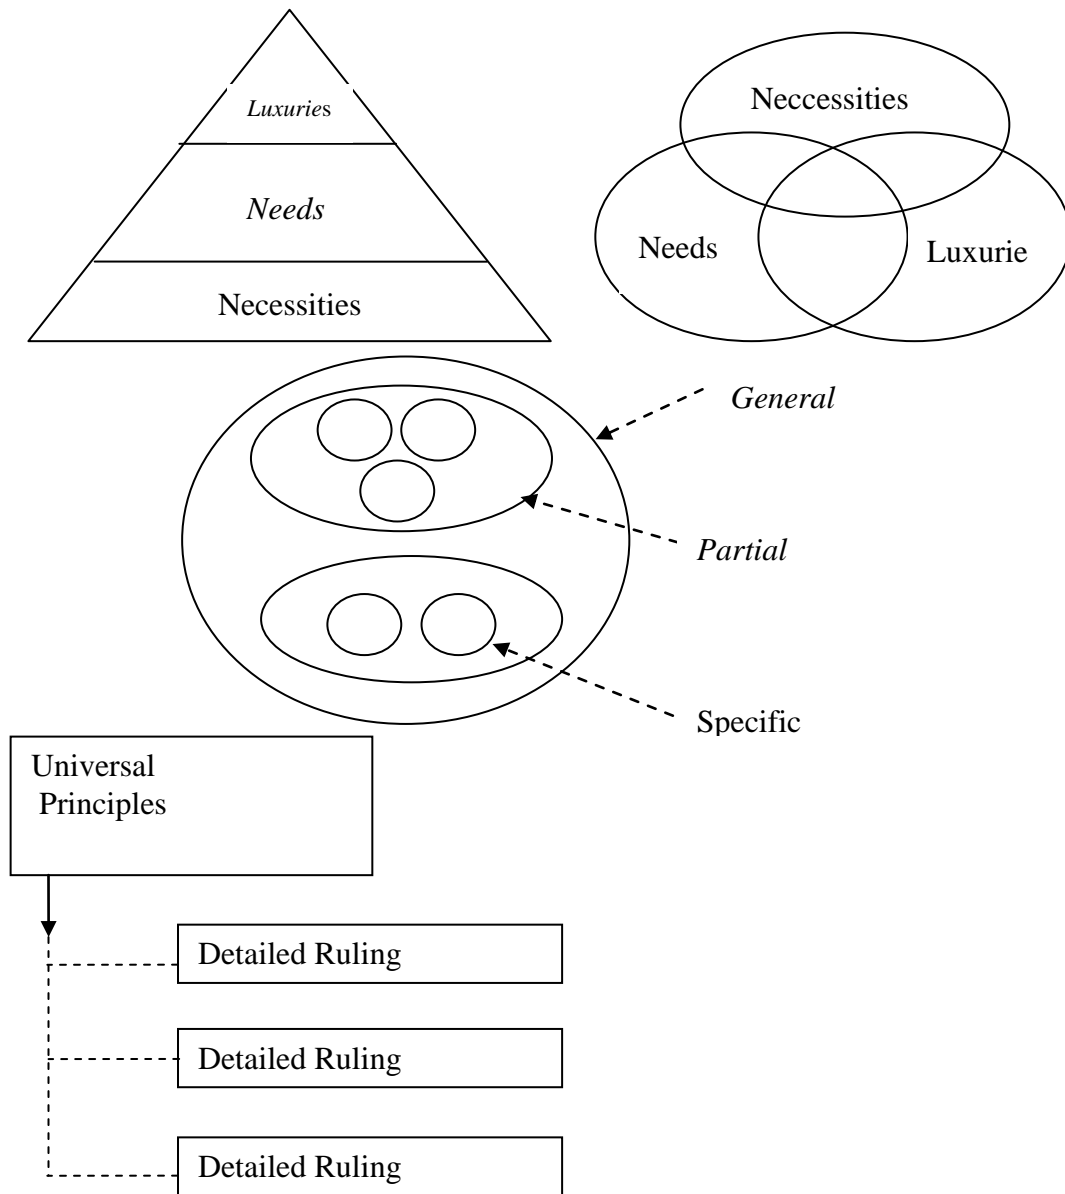 Luxuries
Needs
Necessities
Neccessities
Needs
Luxurie
General
Partial
Specific
Universal
Principles
Detailed Ruling
Detailed Ruling
Detailed Ruling